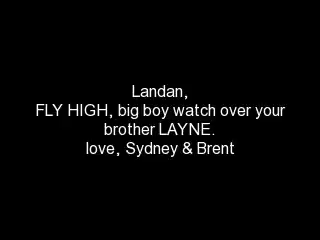 Landan,
FLY HIGH, big boy watch over your
brother LAYNE.
love, Sydney & Brent